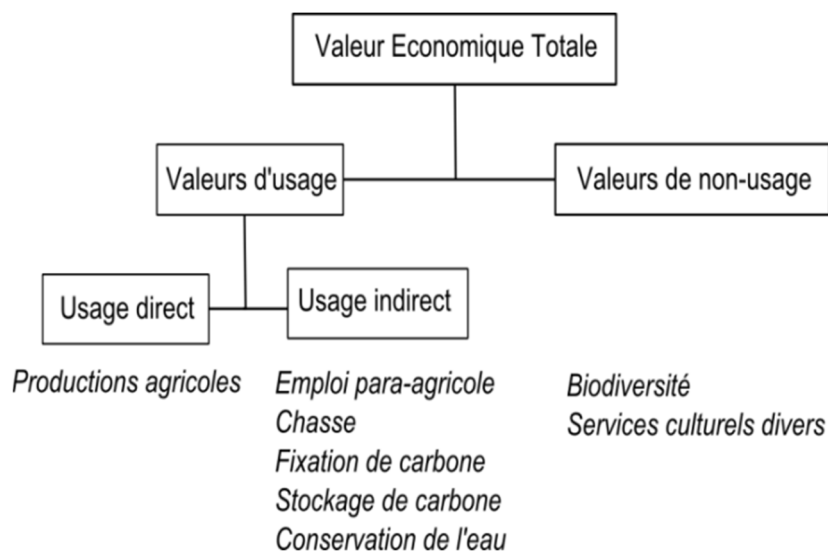 Valeur Economique Totale
Valeurs d'usage
Valeurs de non-usage
Usage direct
Usage indirect
Productions agricoles
Emploi para-agricole
Chasse
Fixation de carbone
Stockage de carbone
Conservation de l'eau
Biodiversité
Services culturels divers